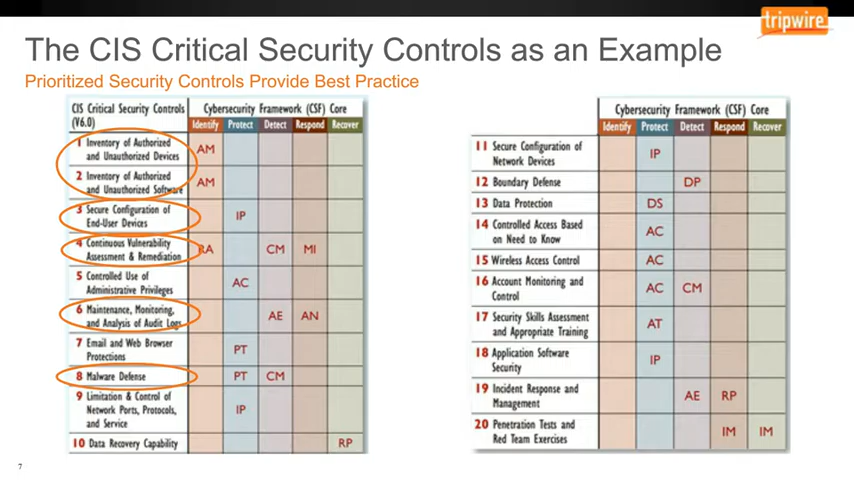 tripwire
The CIS Critical Security Controls as an Example
Prioritized Security Controls Provide Best Practice
CIS Critical Security Controls Cybersecurity Framework (CSF) Core
(V6.0) Identify Protect Detect Respond Recover
1 Inventory of Authorized
and Unauthorized Devices AM
2 Inventory of Authorized
and Unauthorized Software AM
3 Secure Configuration of
End-User Devices IP
4 Continuous Vulnerability
Assessment & Remediation RA CM MI
5 Controlled Use of
Administrative Privileges AC
6 Maintenance, Monitoring,
and Analysis of Audit Logs AE AN
7 Email and Web Browser
Protections PT
8 Malware Defense PT CM
9 Limitation & Control of
Network Ports, Protocols,
and Service IP
10 Data Recovery Capability RP
Cybersecurity Framework (CSF) Core
Identify Protect Detect Respond Recover
11 Secure Configuration of
Network Devices IP
12 Boundary Defense DP
13 Data Protection DS
14 Controlled Access Based
on Need to Know AC
15 Wireless Access Control AC
16 Account Monitoring and
Control AC CM
17 Security Skills Assessment
and Appropriate Training AT
18 Application Software
Security IP
19 Incident Response and
Management AE RP
20 Penetration Tests and
Red Team Exercises IM IM
7